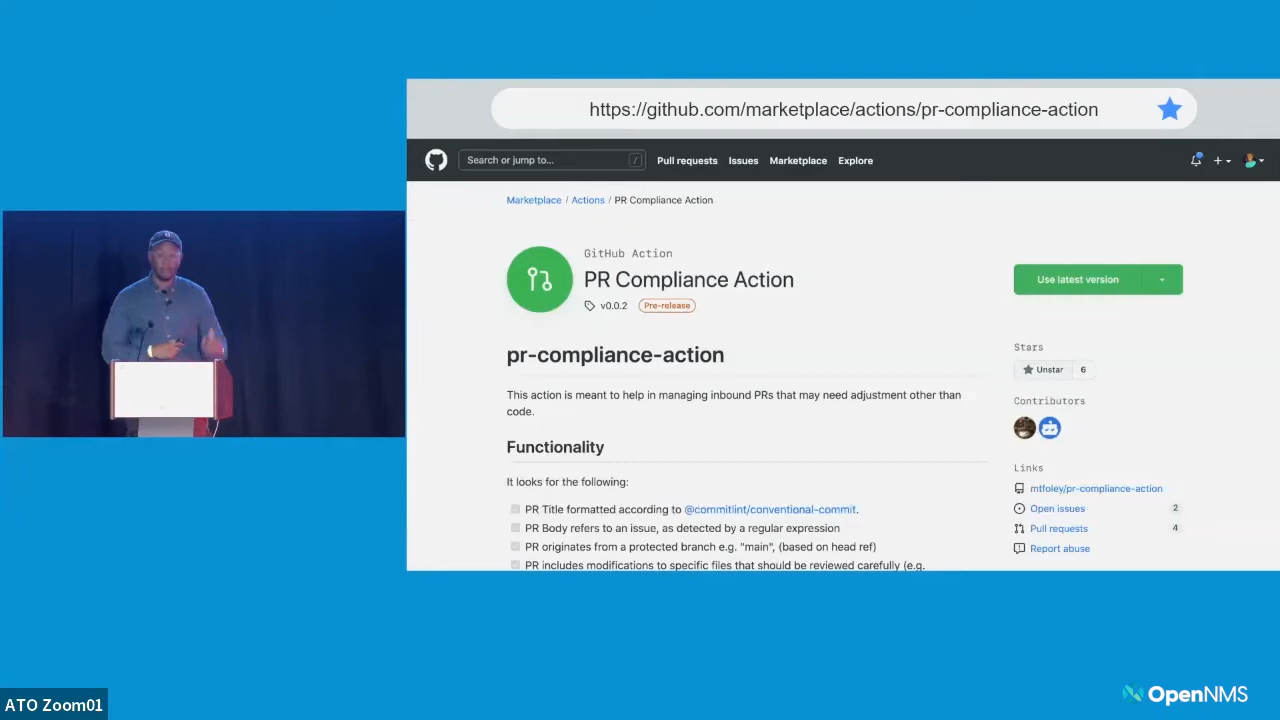 https://github.com/marketplace/actions/pr-compliance-action
Search or jump to...
/
Pull requests
Issues
Marketplace
Explore
Marketplace / Actions / PR Compliance Action
GitHub Action
PR Compliance Action
v0.0.2
Pre-release
Use latest version
pr-compliance-action
This action is meant to help in managing inbound PRs that may need adjustment other than
code.
Functionality
It looks for the following:
PR Title formatted according to @commitlint/conventional-commit.
PR Body refers to an issue, as detected by a regular expression
PR originates from a protected branch e.g. "main", (based on head ref)
PR includes modifications to specific files that should be reviewed carefully (e.g.
Stars
Unstar 6
Contributors
Links
mtfoley/pr-compliance-action
Open issues 2
Pull requests 4
Report abuse
ATO Zoom01
OpenNMS